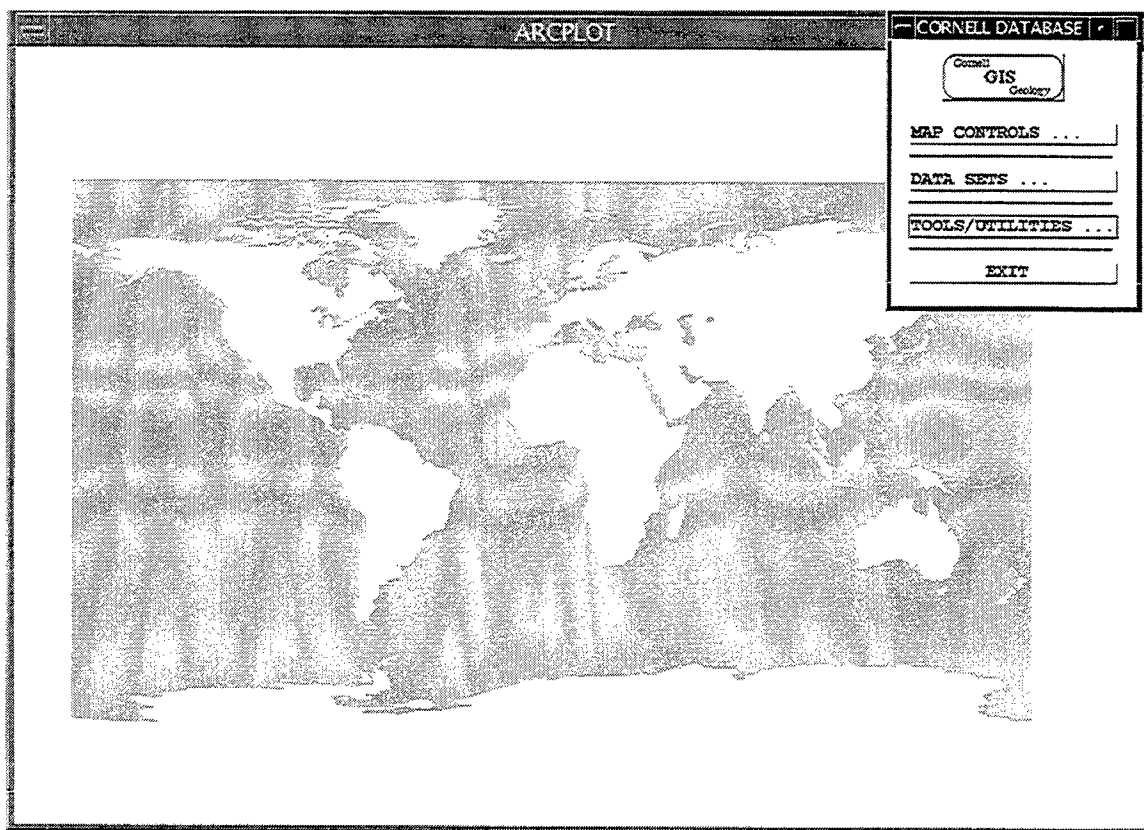 ARCPLOT
CORNELL DATABASE
Cornell
GIS
Geology
MAP CONTROLS ...
DATA SETS ...
TOOLS/UTILITIES ...
EXIT